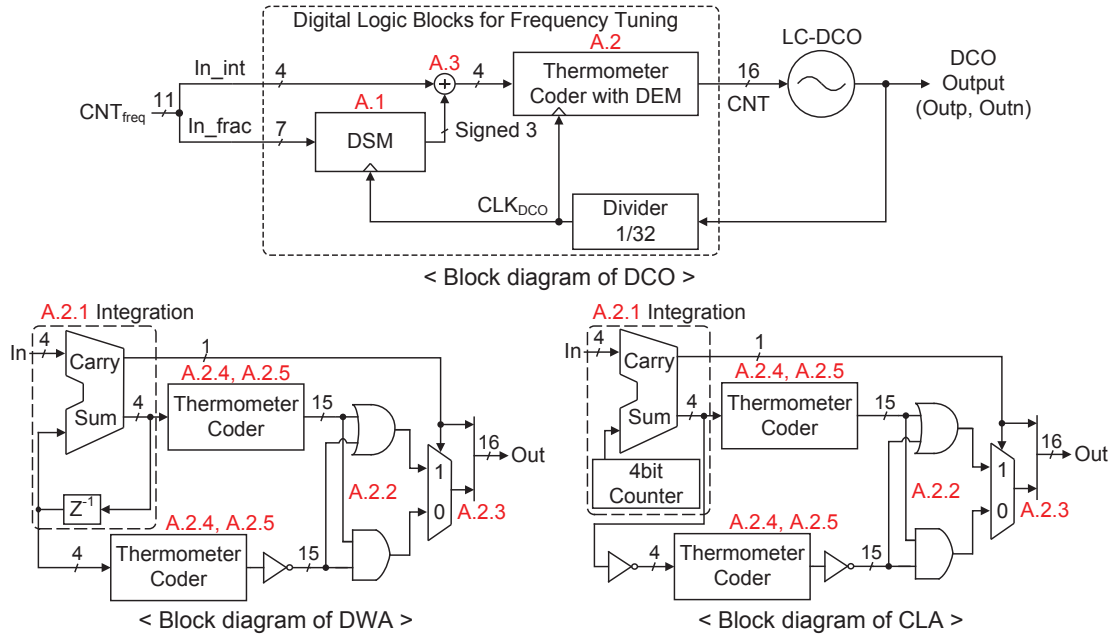 Digital Logic Blocks for Frequency Tuning
A.2
LC-DCO
In_int
4
A.3
4
Thermometer
Coder with DEM
16
CNT
DCO
Output
(Outp, Outn)
CNTfreq
11
A.1
In_frac
7
DSM
Signed 3
CLKDCO
Divider
1/32
< Block diagram of DCO >
A.2.1 Integration
In
4
Carry
1
A.2.4, A.2.5
Sum
4
Thermometer
Coder
15
16
Out
1
0
A.2.2
A.2.3
Z-1
A.2.4, A.2.5
4
Thermometer
Coder
15
< Block diagram of DWA >
A.2.1 Integration
In
4
Carry
1
A.2.4, A.2.5
Sum
4
Thermometer
Coder
15
16
Out
1
0
4bit
Counter
A.2.2
A.2.3
A.2.4, A.2.5
4
Thermometer
Coder
15
< Block diagram of CLA >